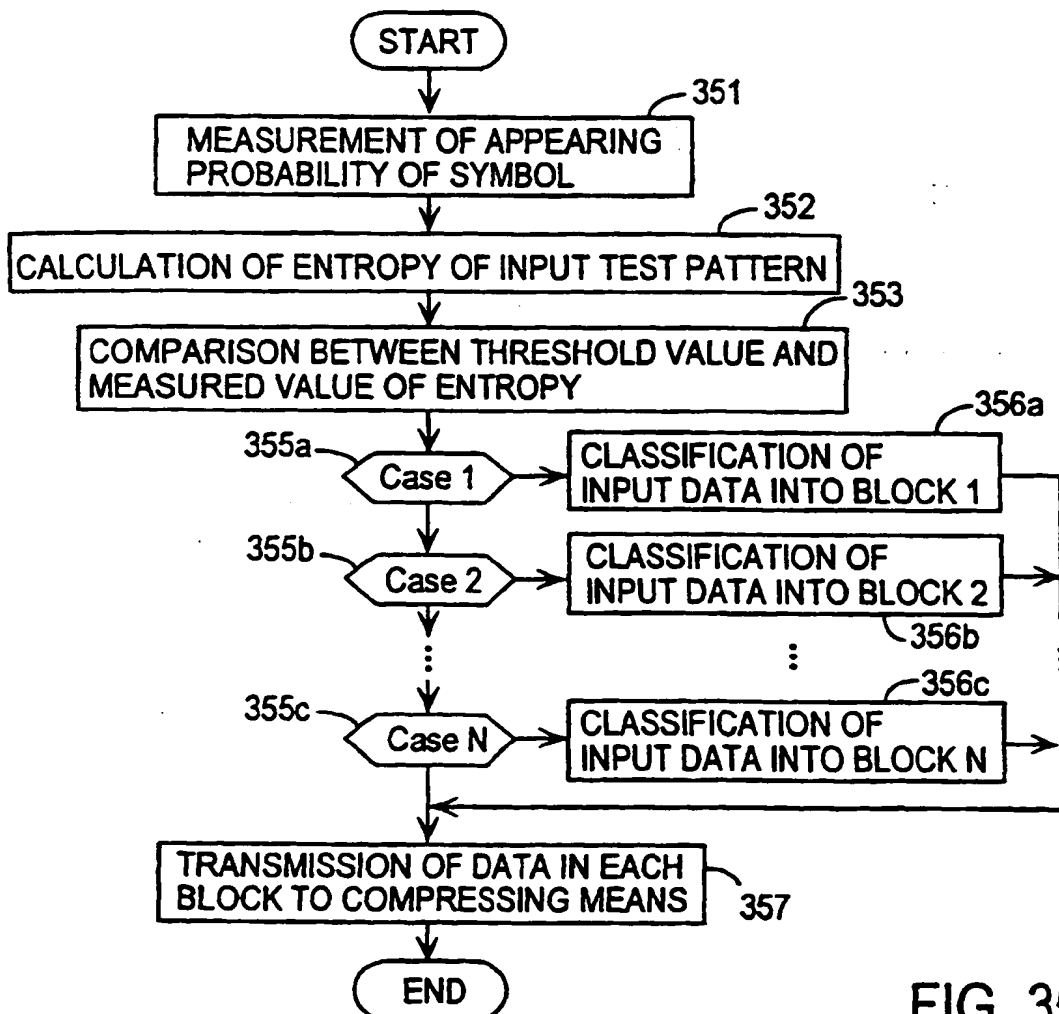 START
351
MEASUREMENT OF APPEARING
PROBABILITY OF SYMBOL
352
CALCULATION OF ENTROPY OF INPUT TEST PATTERN
353
COMPARISON BETWEEN THRESHOLD VALUE AND
MEASURED VALUE OF ENTROPY
355a
Case 1
356a
CLASSIFICATION OF
INPUT DATA INTO BLOCK 1
355b
Case 2
CLASSIFICATION OF
INPUT DATA INTO BLOCK 2
356b
355c
Case N
356c
CLASSIFICATION OF
INPUT DATA INTO BLOCK N
TRANSMISSION OF DATA IN EACH
BLOCK TO COMPRESSING MEANS
357
END
FIG. 35